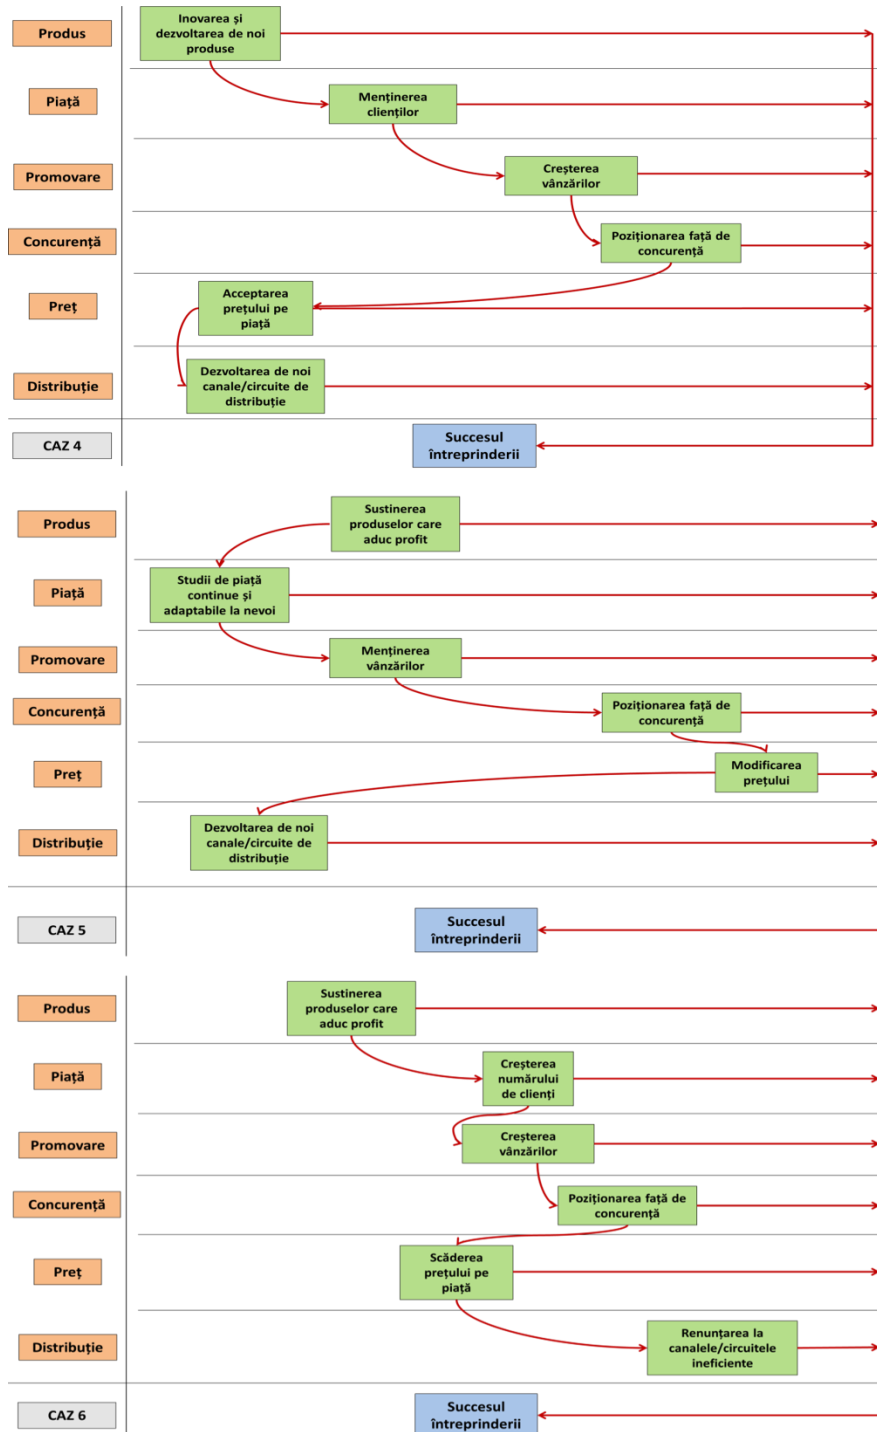 Produs
Inovarea și
dezvoltarea de noi
produse
Piață
Menținerea
clienților
Promovare
Creșterea
vânzărilor
Concurență
Poziționarea față de
concurență
Preț
Acceptarea
prețului pe
piață
Distribuție
Dezvoltarea de noi
canale/circuite de
distribuție
CAZ 4
Succesul
întreprinderii
Produs
Sustinerea
produselor care
aduc profit
Piață
Studii de piață
continue și
adaptabile la nevoi
Promovare
Menținerea
vânzărilor
Concurență
Poziționarea față de
concurență
Preț
Modificarea
prețului
Distribuție
Dezvoltarea de noi
canale/circuite de
distribuție
CAZ 5
Succesul
întreprinderii
Produs
Sustinerea
produselor care
aduc profit
Piață
Creșterea
numărului
de clienți
Promovare
Creșterea
vânzărilor
Concurență
Poziționarea față de
concurență
Preț
Scăderea
prețului pe
piață
Distribuție
Renunțarea la
canalele/circuitele
ineficiente
CAZ 6
Succesul
întreprinderii